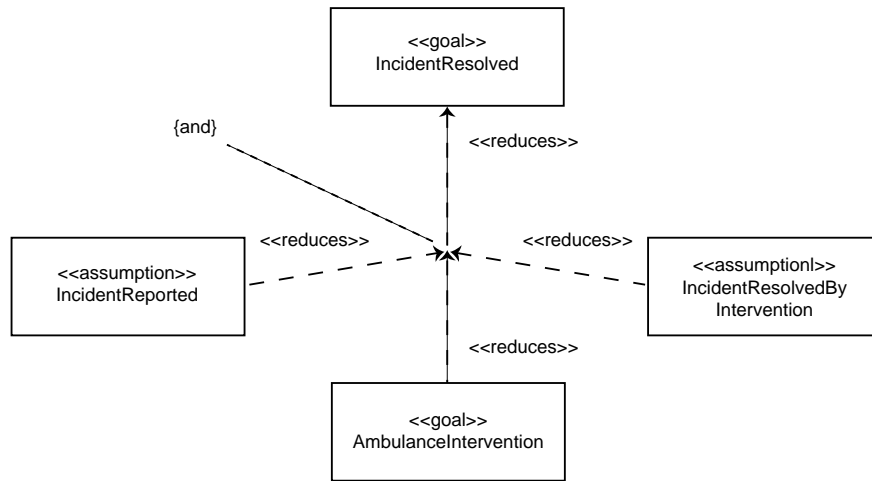 <<goal>>
IncidentResolved
{and}
<<reduces>>
<<reduces>>
<<reduces>>
<<assumption>>
IncidentReported
<<assumptionl>>
IncidentResolvedBy
Intervention
<<reduces>>
<<goal>>
AmbulanceIntervention